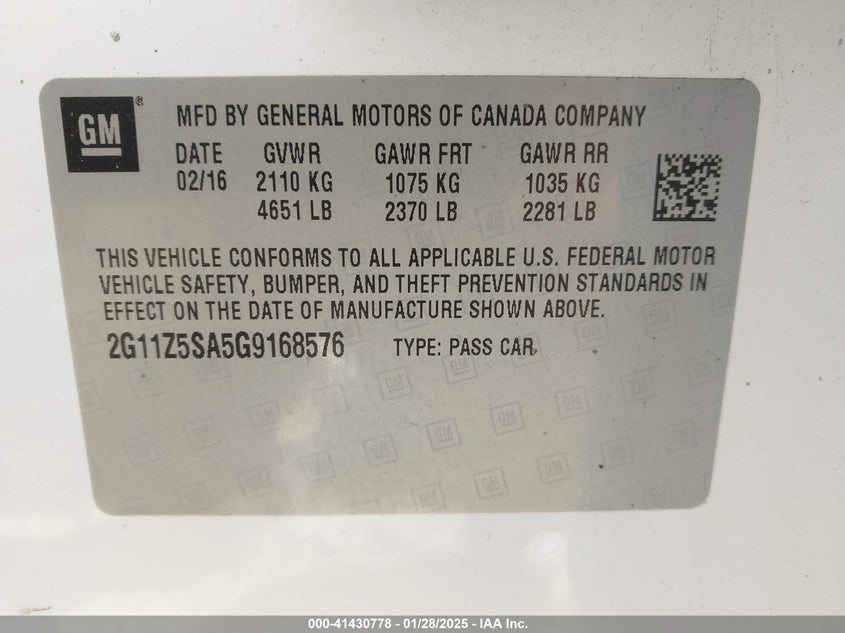 GM ®
MFD BY GENERAL MOTORS OF CANADA COMPANY
DATE GVWR GAWR FRT GAWR RR
02/16 2110 KG 1075 KG 1035 KG
4651 LB 2370 LB 2281 LB
THIS VEHICLE CONFORMS TO ALL APPLICABLE U.S. FEDERAL MOTOR
VEHICLE SAFETY, BUMPER, AND THEFT PREVENTION STANDARDS IN
EFFECT ON THE DATE OF MANUFACTURE SHOWN ABOVE.
2G11Z5SA5G9168576 TYPE: PASS CAR
000-41430778 - 01/28/2025 - IAA Inc.